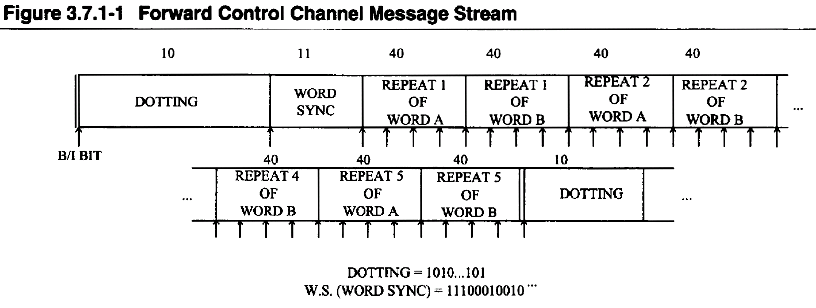 Figure 3.7.1-1 Forward Control Channel Message Stream
10 11 40 40 40 40
DOTTING
WORD
SYNC
REPEAT 1
OF
WORD A
REPEAT 1
OF
WORD B
REPEAT 2
OF
WORD A
REPEAT 2
OF
WORD B
...
B/I BIT
40 40 40 10
...
REPEAT 4
OF
WORD B
REPEAT 5
OF
WORD A
REPEAT 5
OF
WORD B
DOTTING
...
DOTTING = 1010...101
W.S. (WORD SYNC) = 11100010010...